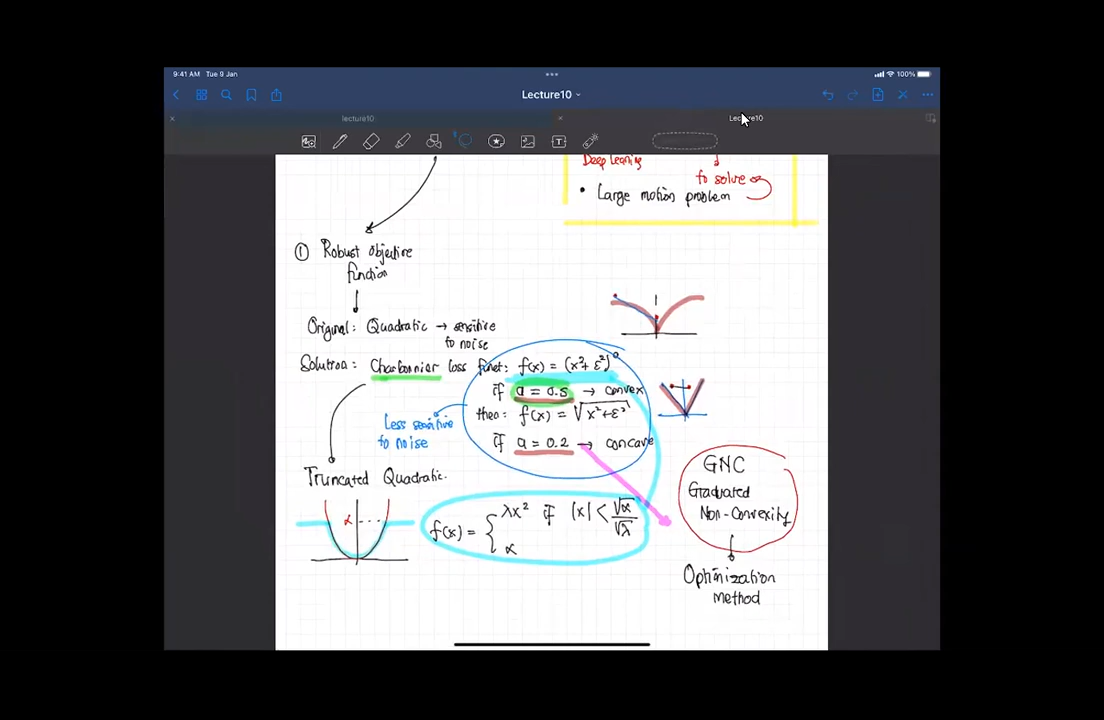 9:41 AM Tue 9 Jan
100%
Lecture10
lecture10
Lecture10
Deep learning
to solve
• Large motion problem
① Robust objective
function
Original: Quadratic → sensitive
to noise
Solution: Charbonnier loss funct: f(x) = (x²+ ε²)ᵅ
if a = 0.5 → convex
then: f(x) = √x²+ε²
Less sensitive
to noise
if a = 0.2 → concave
Truncated Quadratic.
α
f(x) = { λx² if |x| < √α/√λ
α
GNC
Graduated
Non-Convexity
Optimization
method